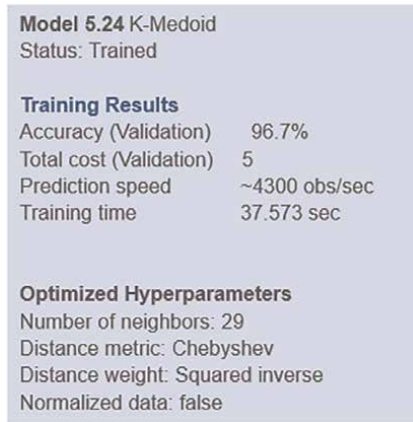 Model 5.24 K-Medoid
Status: Trained
Training Results
Accuracy (Validation) 96.7%
Total cost (Validation) 5
Prediction speed ~4300 obs/sec
Training time 37.573 sec
Optimized Hyperparameters
Number of neighbors: 29
Distance metric: Chebyshev
Distance weight: Squared inverse
Normalized data: false